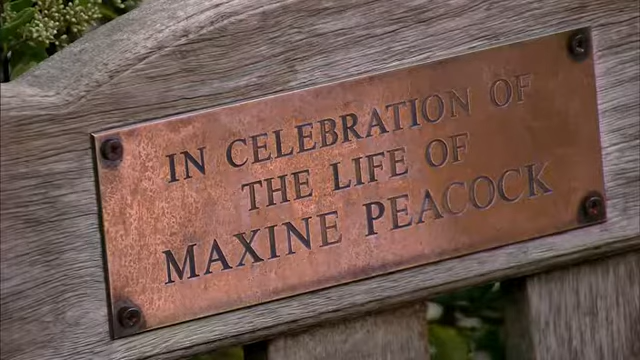 IN CELEBRATION OF
THE LIFE OF
MAXINE PEACOCK